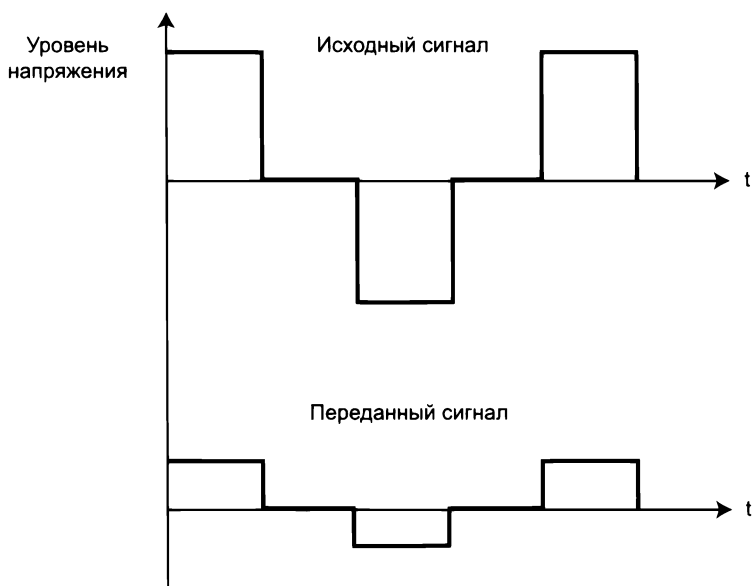 Уровень
напряжения
Исходный сигнал
t
Переданный сигнал
t